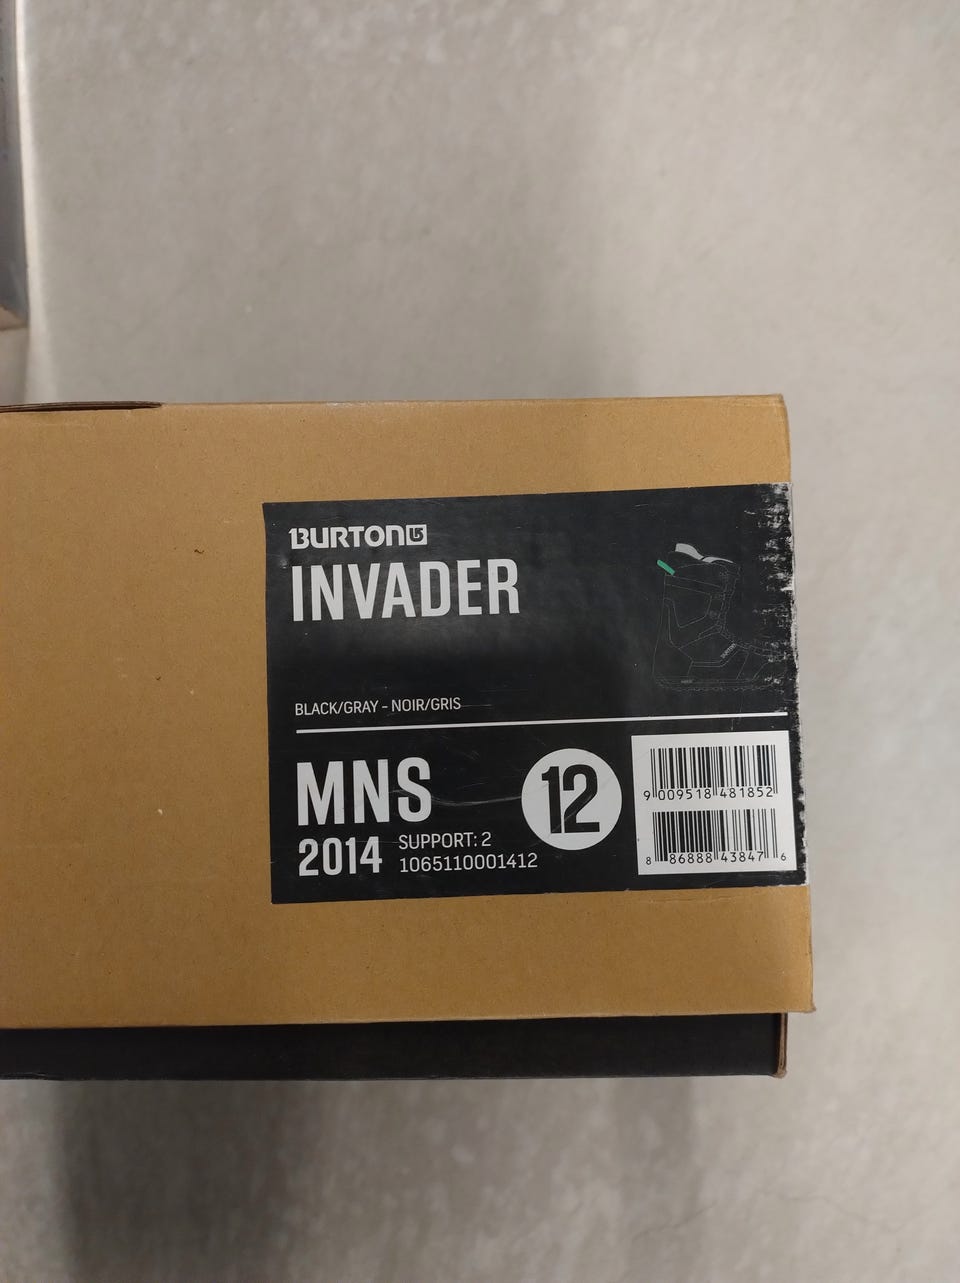 BURTON
INVADER
BLACK/GRAY - NOIR/GRIS
MNS
12
2014
SUPPORT: 2
1065110001412
9 009518 481852
8 86888 43847 6